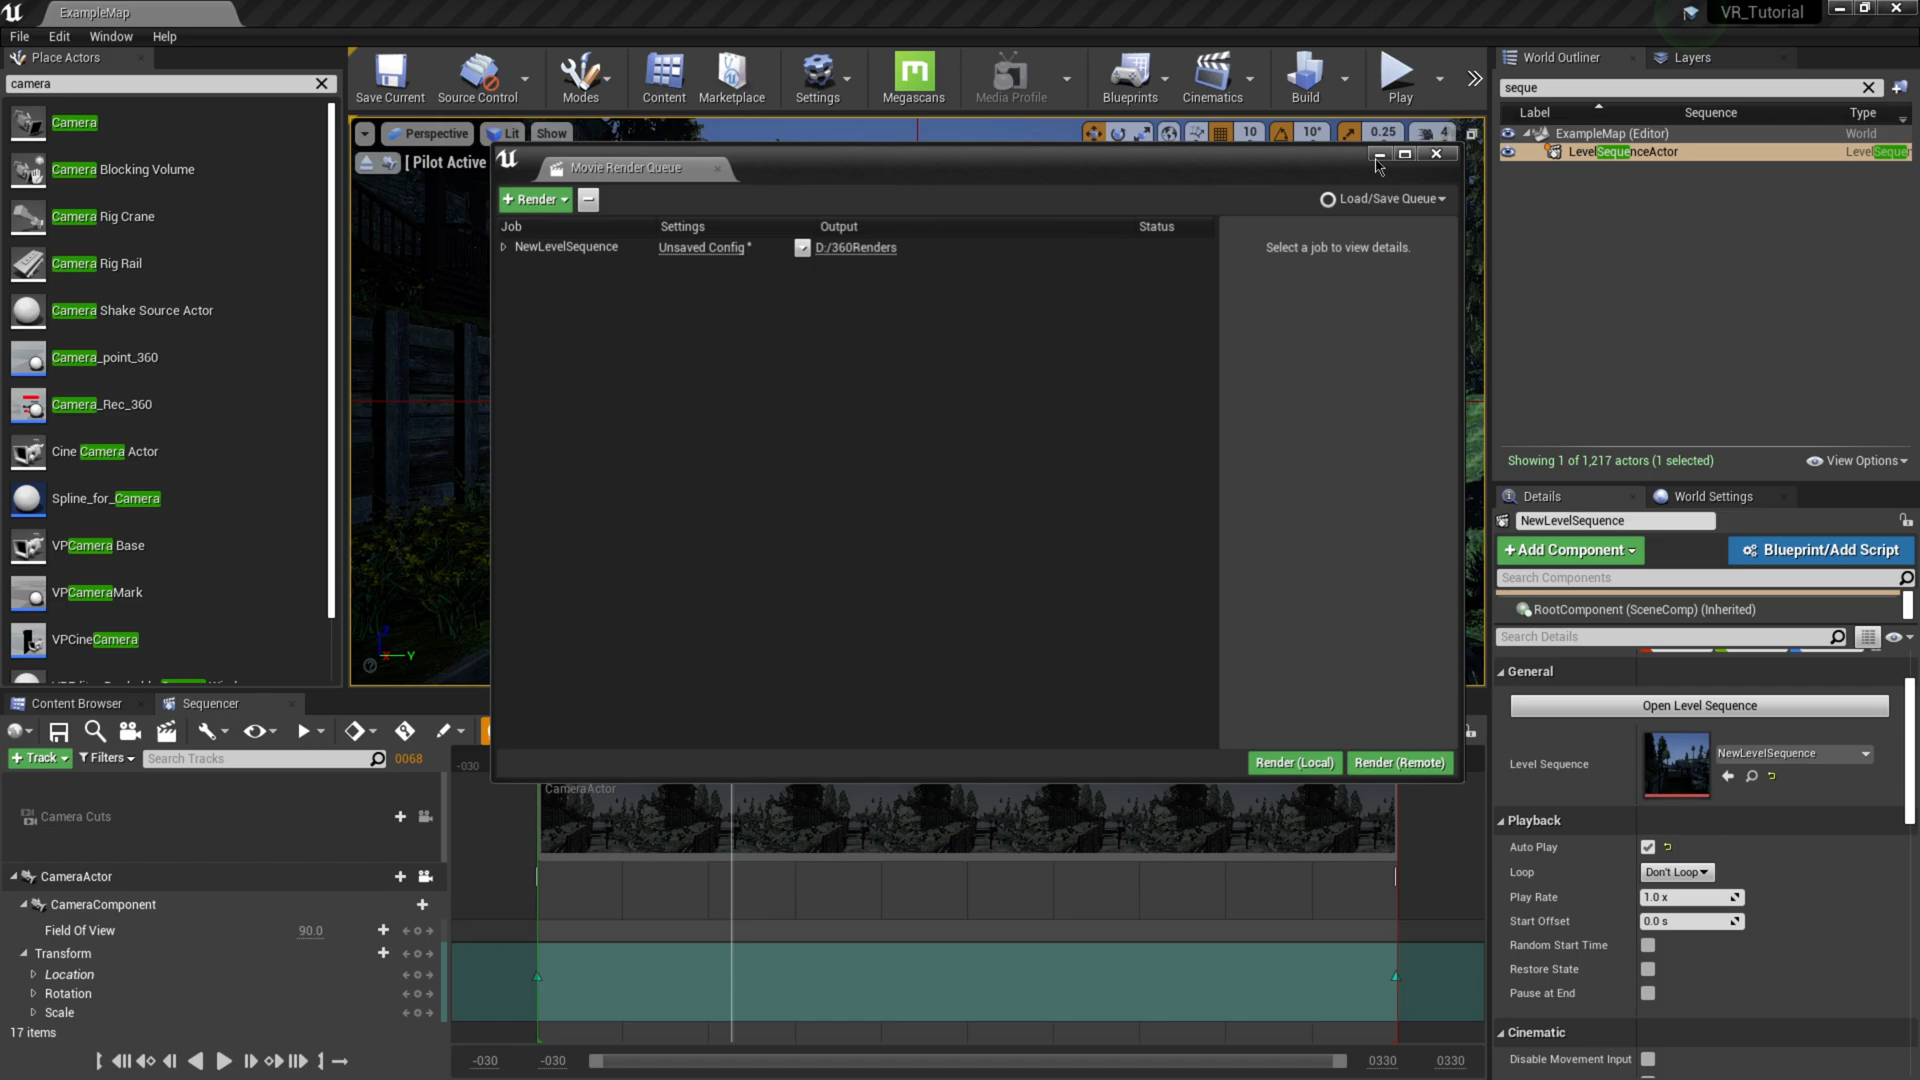 ExampleMap
VR_Tutorial
File Edit Window Help
Place Actors
camera
Camera
Camera Blocking Volume
Camera Rig Crane
Camera Rig Rail
Camera Shake Source Actor
Camera_point_360
Camera_Rec_360
Cine Camera Actor
Spline_for_Camera
VPCamera Base
VPCameraMark
VPCineCamera
Save Current
Source Control
Modes
Content
Marketplace
Settings
Megascans
Media Profile
Blueprints
Cinematics
Build
Play
Perspective Lit Show
10 10° 0.25 4
[ Pilot Active
Movie Render Queue
+ Render
Load/Save Queue
Job Settings Output Status
NewLevelSequence Unsaved Config* D:/360Renders
Select a job to view details.
Render (Local) Render (Remote)
Z
X Y
World Outliner Layers
seque
Label Sequence Type
ExampleMap (Editor) World
LevelSequenceActor LevelSequer
Showing 1 of 1,217 actors (1 selected) View Options
Details World Settings
NewLevelSequence
+ Add Component Blueprint/Add Script
Search Components
RootComponent (SceneComp) (Inherited)
Search Details
General
Open Level Sequence
Level Sequence NewLevelSequence
Playback
Auto Play
Loop Don't Loop
Play Rate 1.0 x
Start Offset 0.0 s
Random Start Time
Restore State
Pause at End
Cinematic
Disable Movement Input
Content Browser Sequencer
+ Track Filters Search Tracks 0068
-030
Camera Cuts
CameraActor
CameraActor
CameraComponent
Field Of View 90.0
Transform
Location
Rotation
Scale
17 items
-030 -030 0330 0330